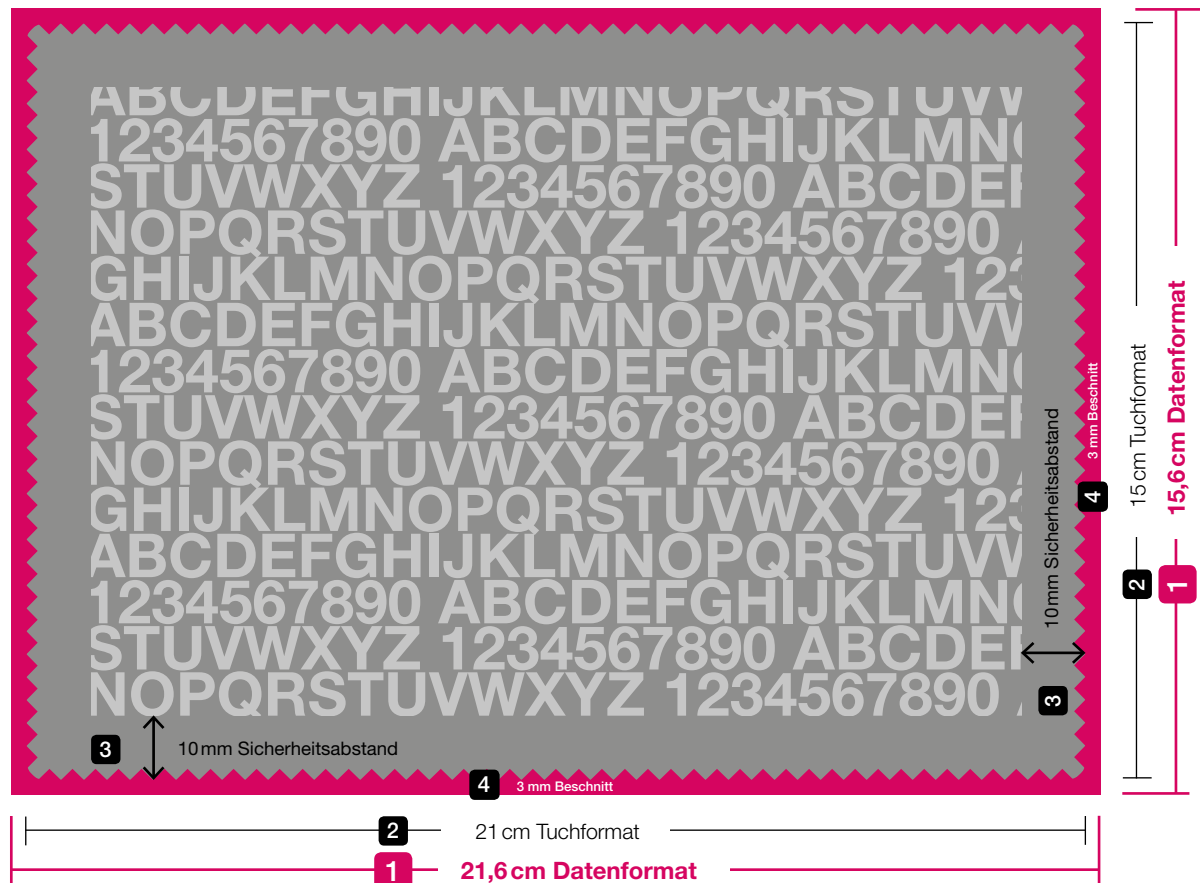 ABCDEFGHIJKLMNOPQRSTUVW
1234567890 ABCDEFGHIJKLMN
STUVWXYZ 1234567890 ABCDEF
NOPQRSTUVWXYZ 1234567890 A
GHIJKLMNOPQRSTUVWXYZ 123
ABCDEFGHIJKLMNOPQRSTUVW
1234567890 ABCDEFGHIJKLMN
STUVWXYZ 1234567890 ABCDEF
NOPQRSTUVWXYZ 1234567890 A
GHIJKLMNOPQRSTUVWXYZ 123
ABCDEFGHIJKLMNOPQRSTUVW
1234567890 ABCDEFGHIJKLMN
STUVWXYZ 1234567890 ABCDEF
NOPQRSTUVWXYZ 1234567890 A
3 10 mm Sicherheitsabstand
4 3 mm Beschnitt
2 21 cm Tuchformat
1 21,6 cm Datenformat
3 10 mm Sicherheitsabstand
4 3 mm Beschnitt
2 15 cm Tuchformat
1 15,6 cm Datenformat